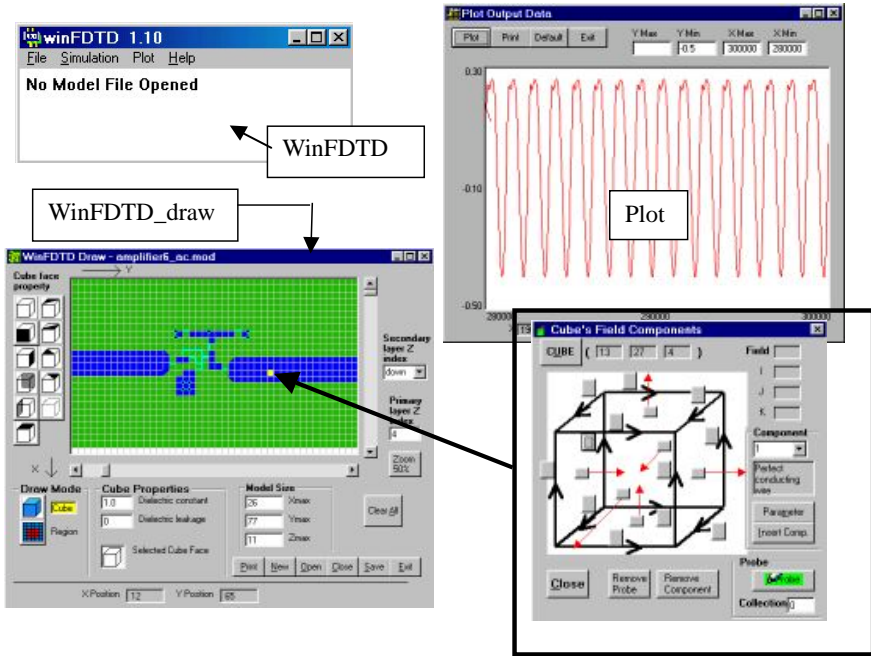 winFDTD 1.10
File Simulation Plot Help
No Model File Opened
WinFDTD
WinFDTD_draw
Plot Output Data
Plot Print Default Exit
Y Max Y Min X Max X Min
-0.5 300000 280000
0.30
-0.10
-0.50
Plot
290000 300000
WinFDTD Draw - amplifier6_ac.mod
Cube face property
Y
X
Secondary layer Z index
down
Primary layer Z index
4
Zoom 50%
Draw Mode
Cube
Region
Cube Properties
1.0 Dielectric constant
0 Dielectric leakage
Selected Cube Face
Model Size
26 Xmax
77 Ymax
11 Zmax
Clear All
Print New Open Close Save Exit
X Position 12 Y Position 65
Cube's Field Components
CUBE ( 13 27 4 )
Field
I
J
K
Component
1
Perfect conducting wire
Parameter
Insert Comp.
Probe
Probe
Collection 0
Close
Remove Probe
Remove Component